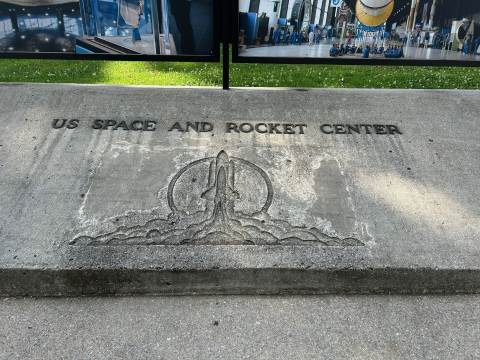 US SPACE AND ROCKET CENTER